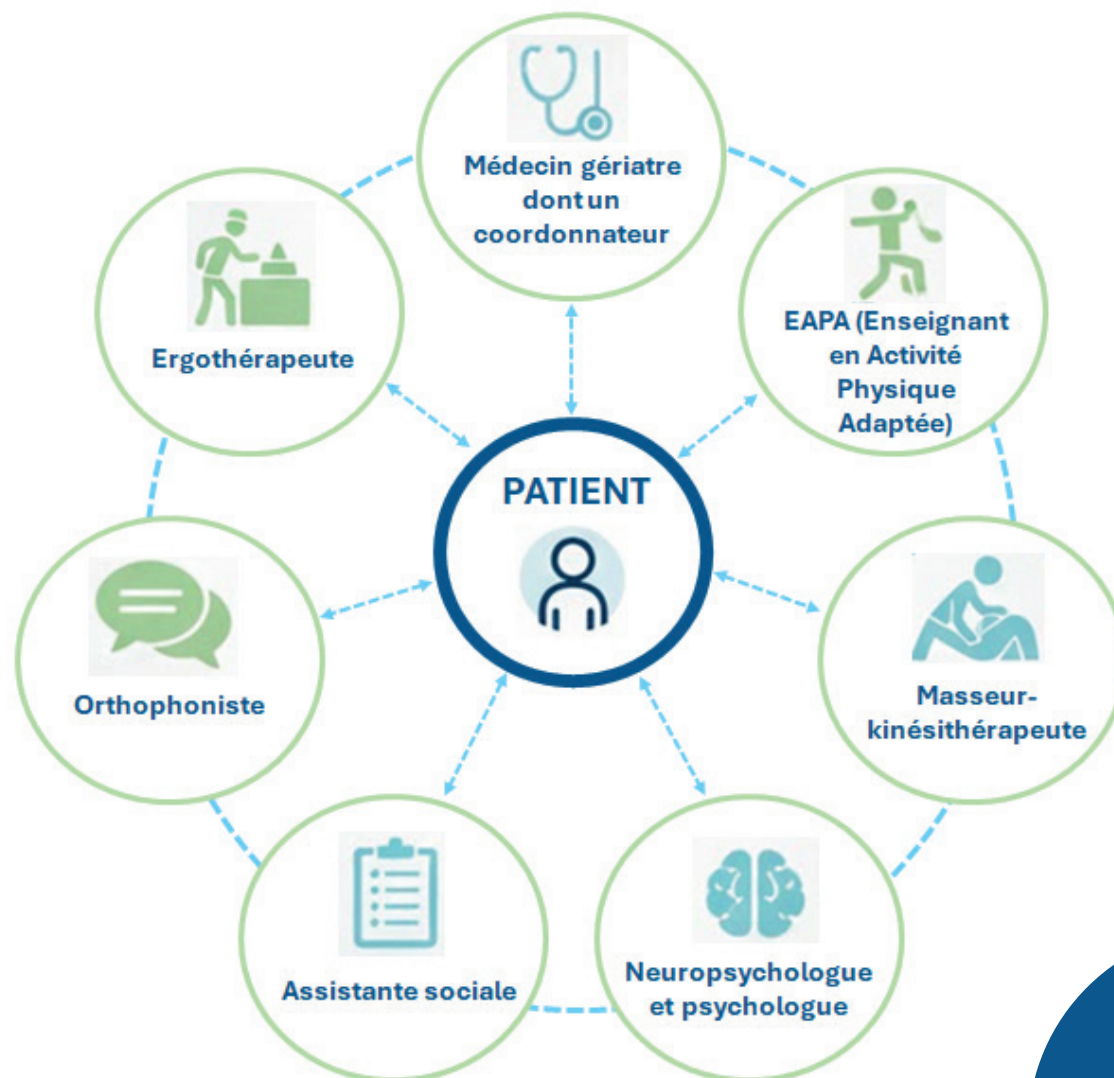 Médecin gériatre
dont un
coordonnateur
EAPA (Enseignant
en Activité
Physique
Adaptée)
Ergothérapeute
PATIENT
Orthophoniste
Masseur-
kinésithérapeute
Assistante sociale
Neuropsychologue
et psychologue